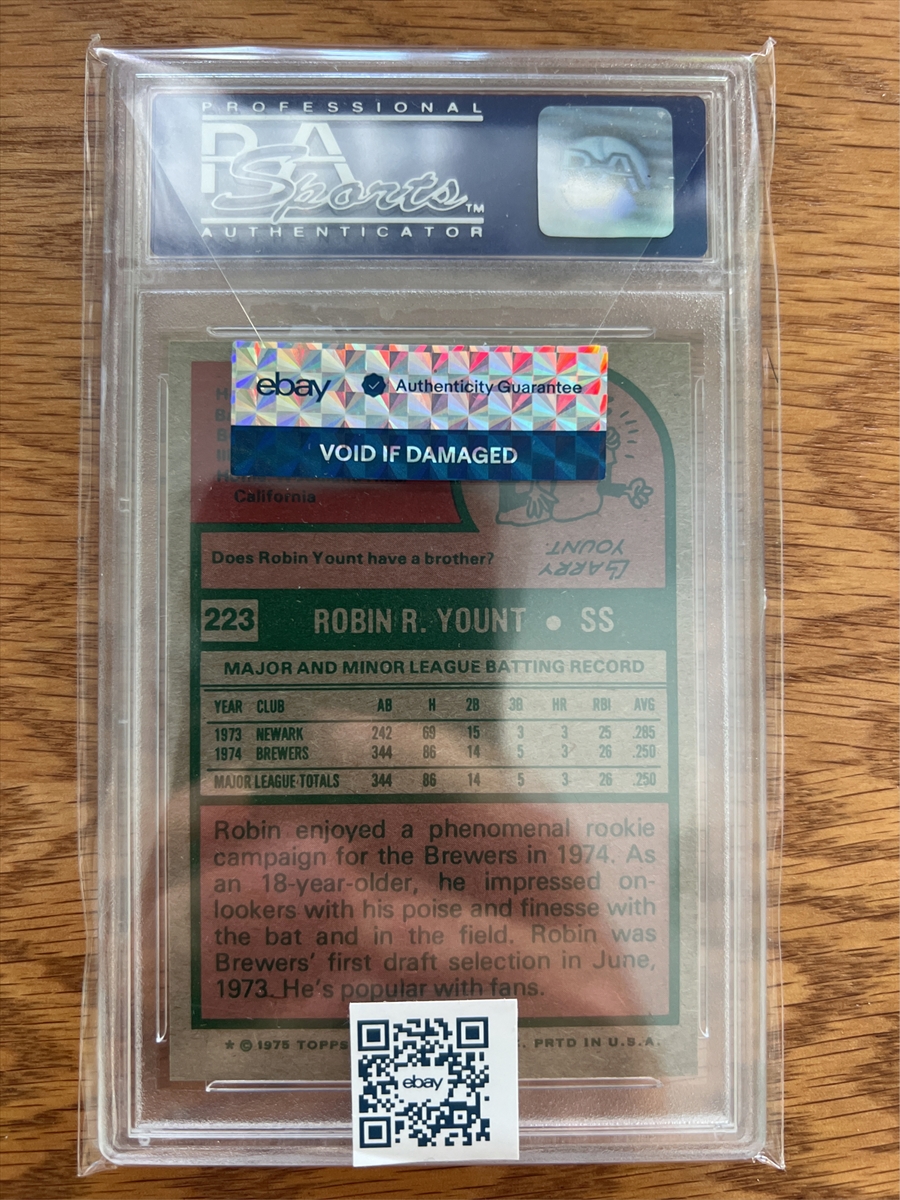 PROFESSIONAL
PSA
Sports™
AUTHENTICATOR
PSA
ebay Authenticity Guarantee
VOID IF DAMAGED
California
Does Robin Yount have a brother?
LARRY
YOUNT.
223 ROBIN R. YOUNT • SS
MAJOR AND MINOR LEAGUE BATTING RECORD
YEAR CLUB AB H 2B 3B HR RBI AVG
1973 NEWARK 242 69 15 3 3 25 .285
1974 BREWERS 344 86 14 5 3 26 .250
MAJOR LEAGUE TOTALS 344 86 14 5 3 26 .250
Robin enjoyed a phenomenal rookie
campaign for the Brewers in 1974. As
an 18-year-older, he impressed on-
lookers with his poise and finesse with
the bat and in the field. Robin was
Brewers' first draft selection in June,
1973. He's popular with fans.
* © 1975 TOPPS PRTD IN U.S.A.
ebay